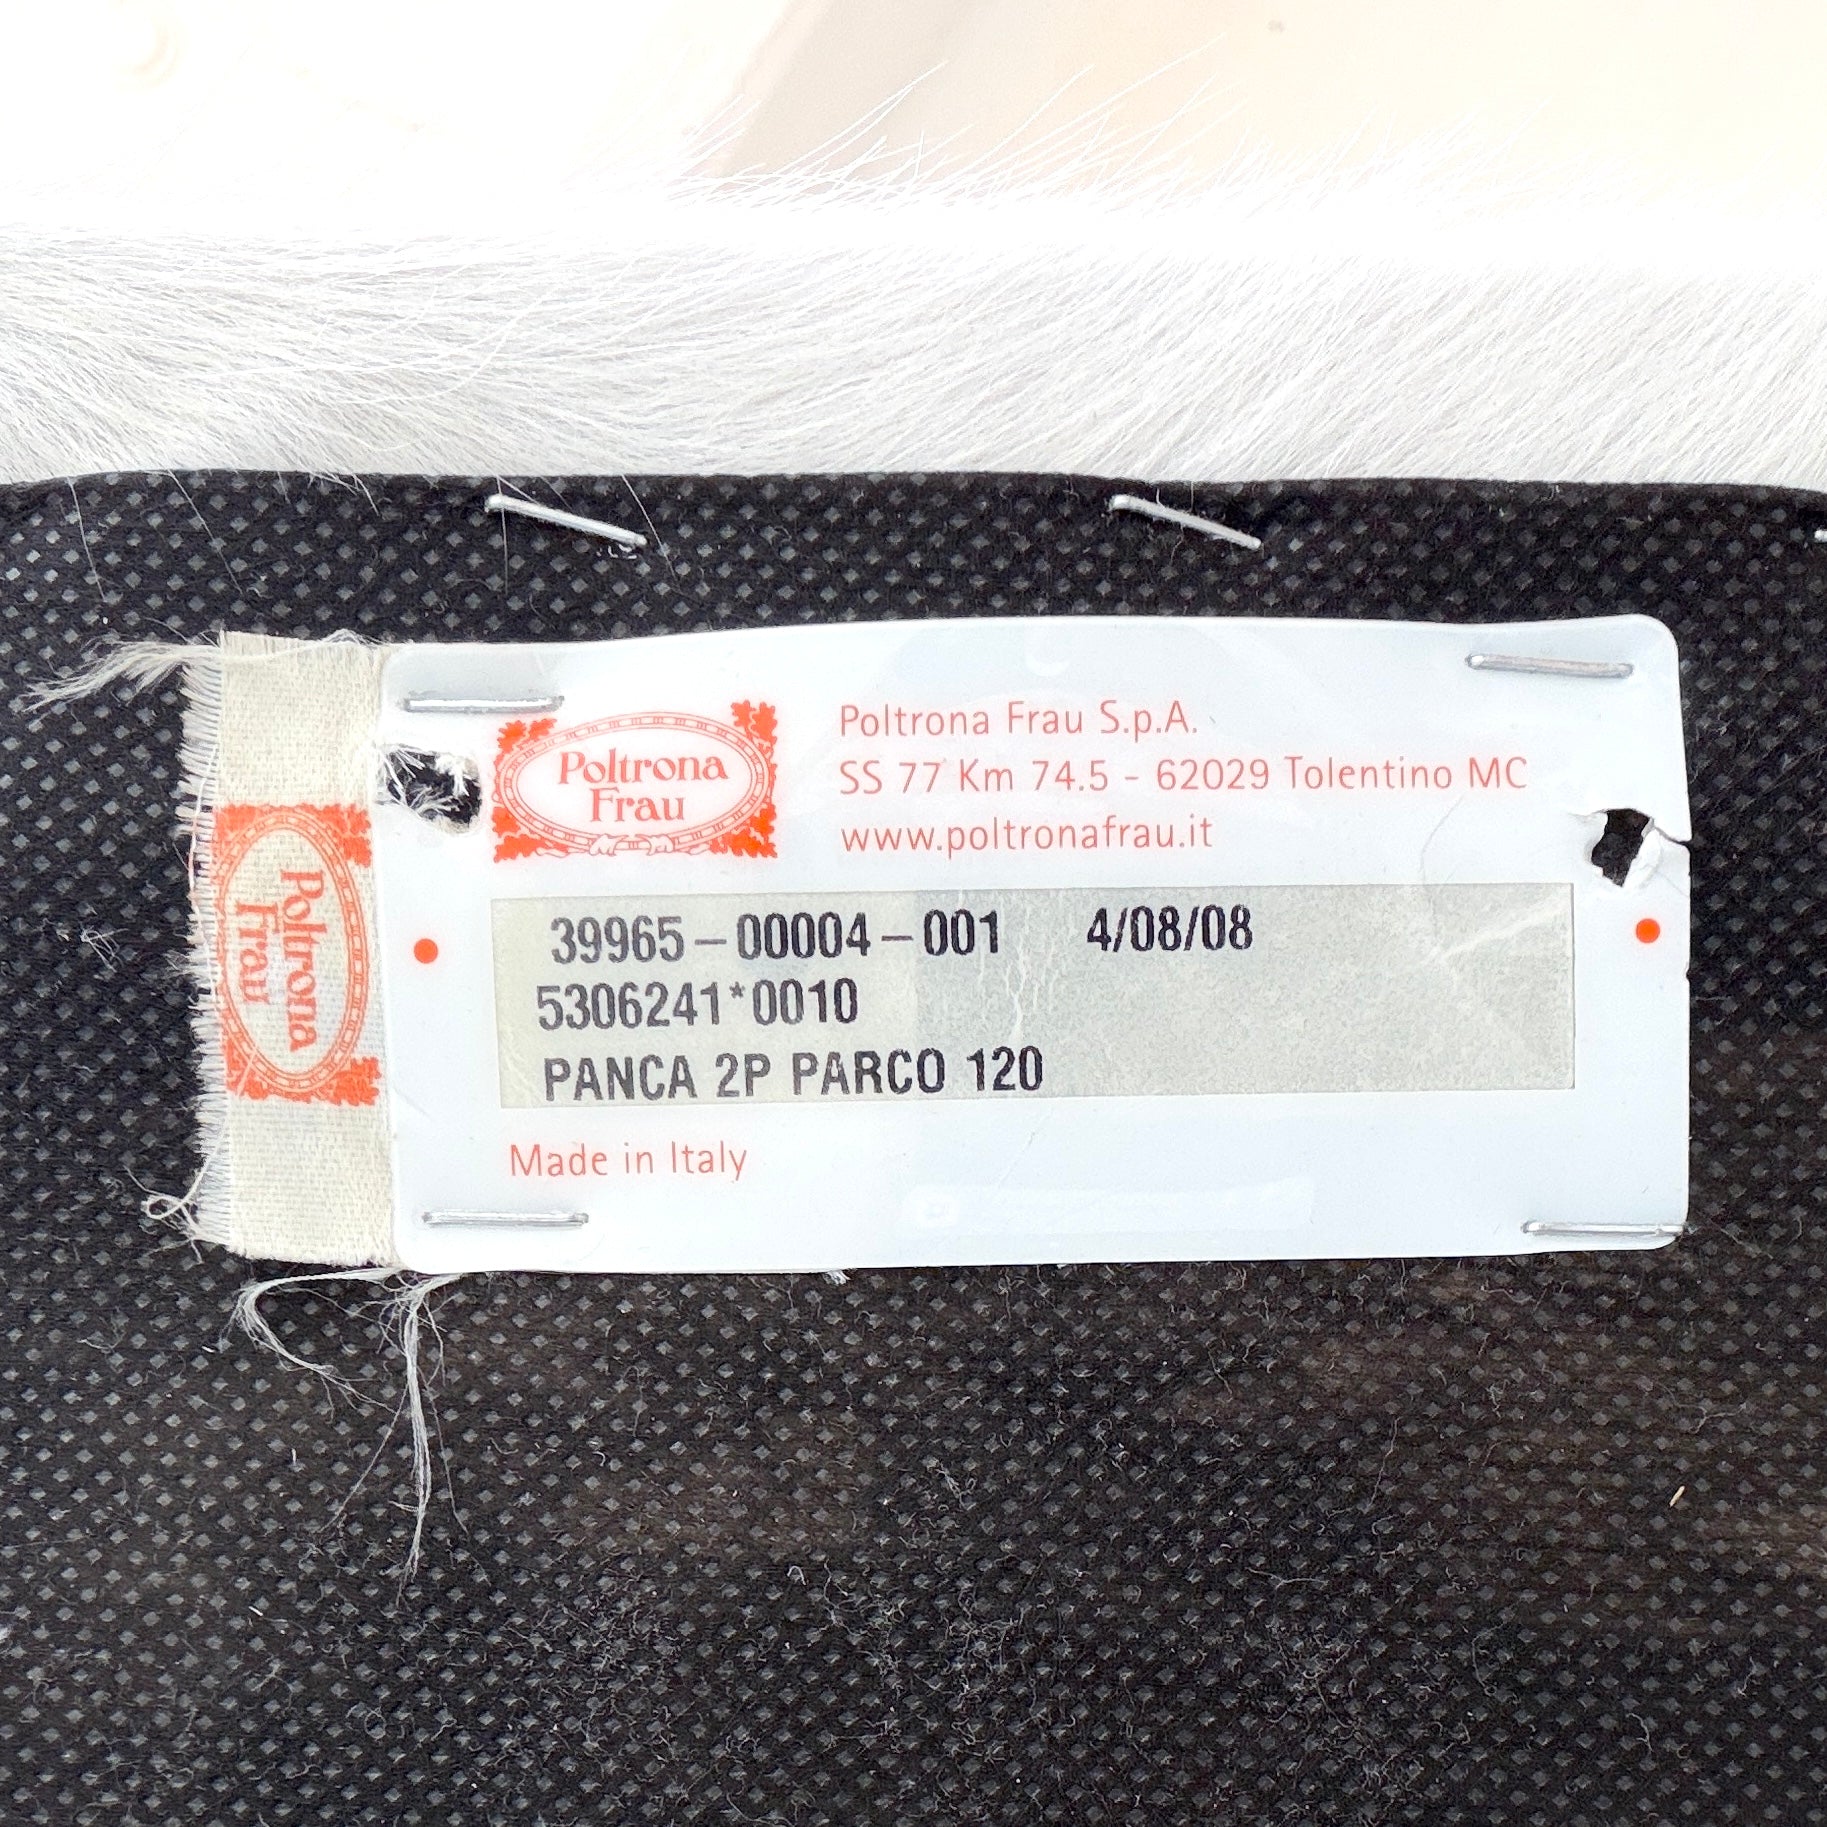 Poltrona
Frau
Poltrona
Frau
Poltrona Frau S.p.A.
SS 77 Km 74.5 - 62029 Tolentino MC
www.poltronafrau.it
39965-00004-001 4/08/08
5306241*0010
PANCA 2P PARCO 120
Made in Italy